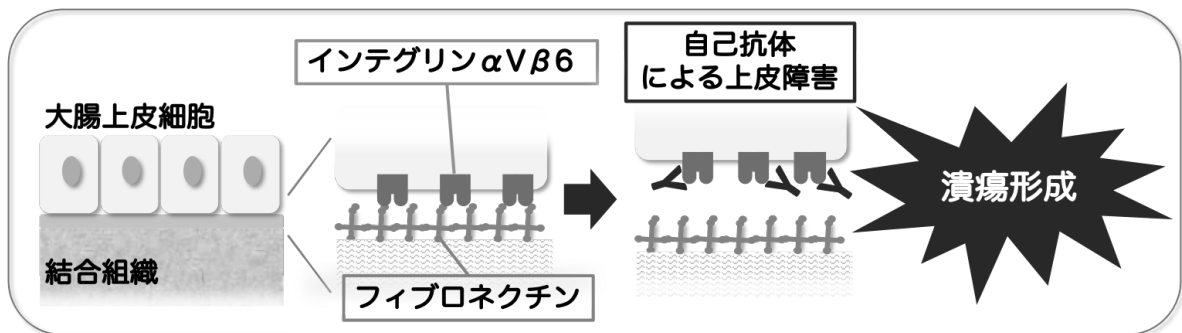 インテグリンαVβ6
自己抗体
による上皮障害
大腸上皮細胞
潰瘍形成
結合組織
フィブロネクチン